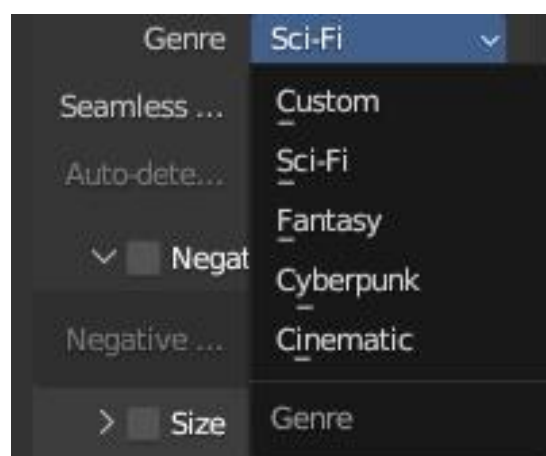 Genre Sci-Fi
Seamless ... Custom
Auto-dete... Sci-Fi
Fantasy
Negat Cyberpunk
Negative ... Cinematic
Size Genre